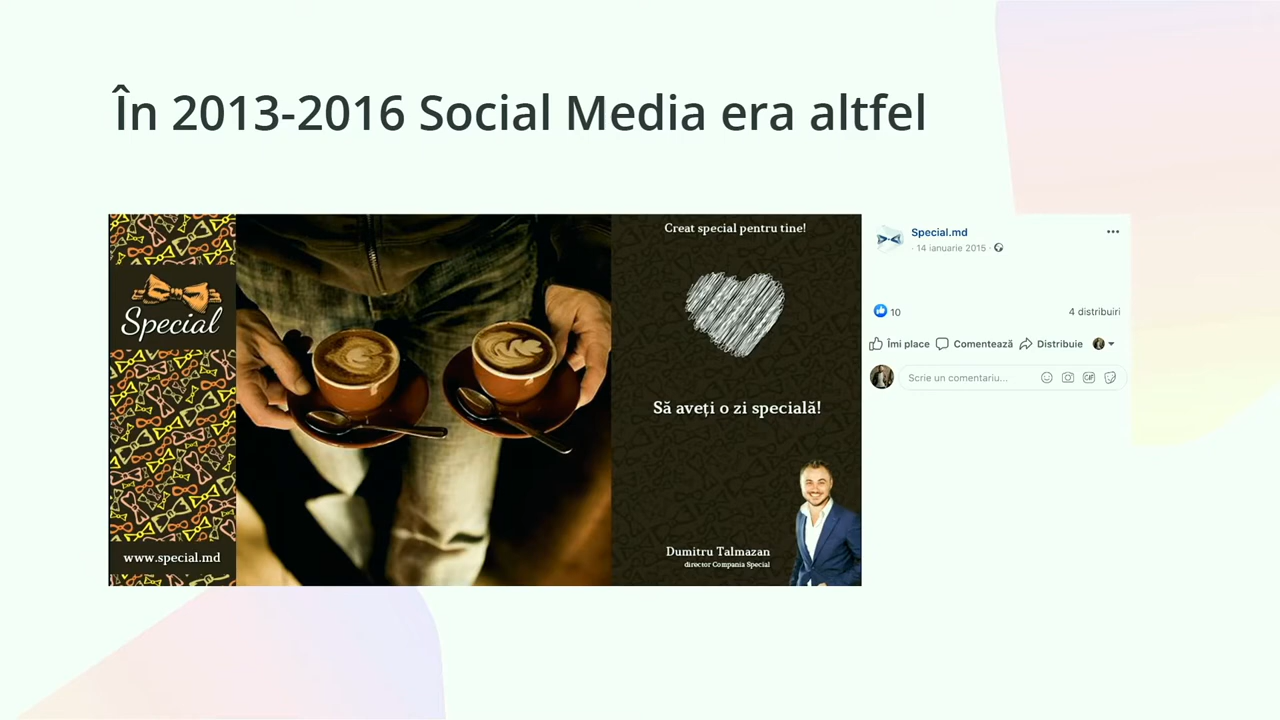 În 2013-2016 Social Media era altfel
Special
www.special.md
Creat special pentru tine!
Să aveți o zi specială!
Dumitru Talmazan
director Compania Special
Special.md
· 14 ianuarie 2015 ·
10
4 distribuiri
Îmi place Comentează Distribuie
Scrie un comentariu...
GIF